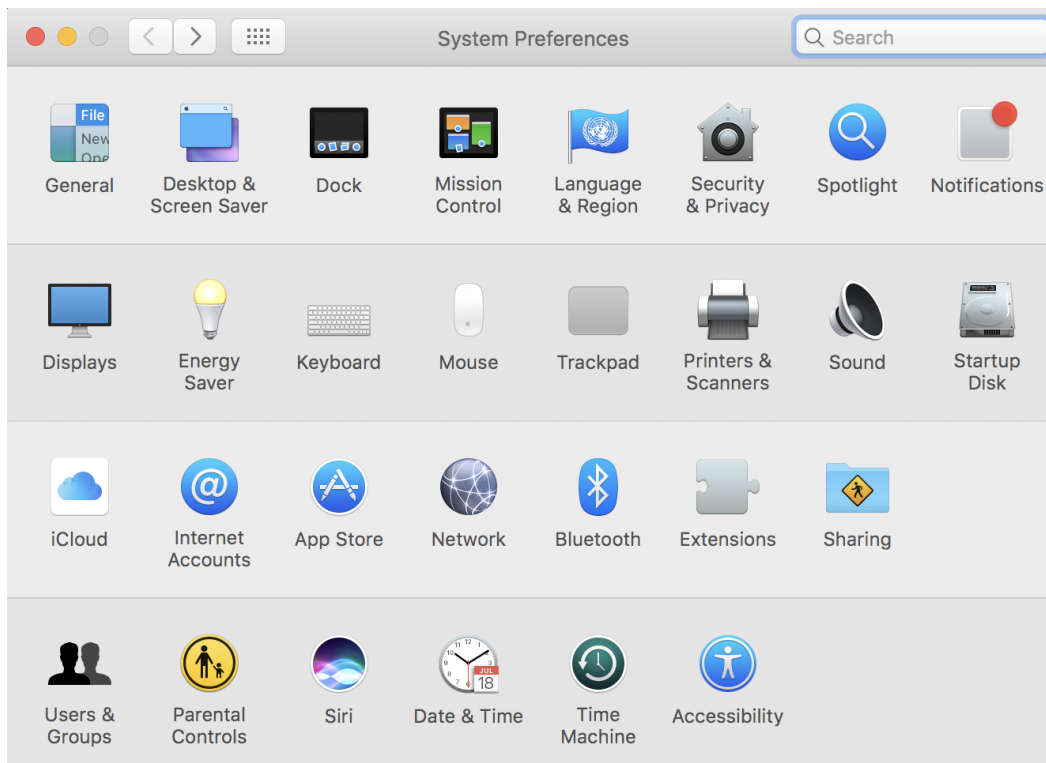 System Preferences
Search
File
New
Ope
General
Desktop &
Screen Saver
Dock
Mission
Control
Language
& Region
Security
& Privacy
Spotlight
Notifications
Displays
Energy
Saver
Keyboard
Mouse
Trackpad
Printers &
Scanners
Sound
Startup
Disk
iCloud
@
Internet
Accounts
App Store
Network
Bluetooth
Extensions
Sharing
JUL
18
Users &
Groups
Parental
Controls
Siri
Date & Time
Time
Machine
Accessibility